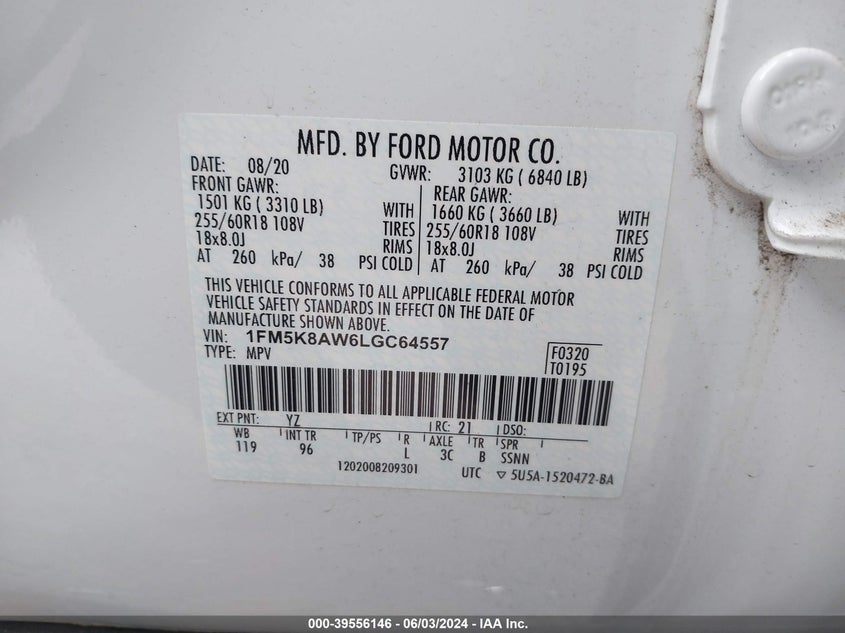 MFD. BY FORD MOTOR CO.
DATE: 08/20 GVWR: 3103 KG ( 6840 LB)
FRONT GAWR: REAR GAWR:
1501 KG ( 3310 LB) WITH 1660 KG ( 3660 LB) WITH
255/60R18 108V TIRES 255/60R18 108V TIRES
18x8.0J RIMS 18x8.0J RIMS
AT 260 kPa/ 38 PSI COLD AT 260 kPa/ 38 PSI COLD
THIS VEHICLE CONFORMS TO ALL APPLICABLE FEDERAL MOTOR
VEHICLE SAFETY STANDARDS IN EFFECT ON THE DATE OF
MANUFACTURE SHOWN ABOVE.
VIN: 1FM5K8AW6LGC64557
TYPE: MPV
F0320
T0195
EXT PNT: YZ RC: 21 DSO:
WB INT TR TP/PS R AXLE TR SPR
119 96 L 3C B SSNN
1202008209301 UTC ▽ 5U5A-1520472-BA
000-39556146 - 06/03/2024 - IAA Inc.